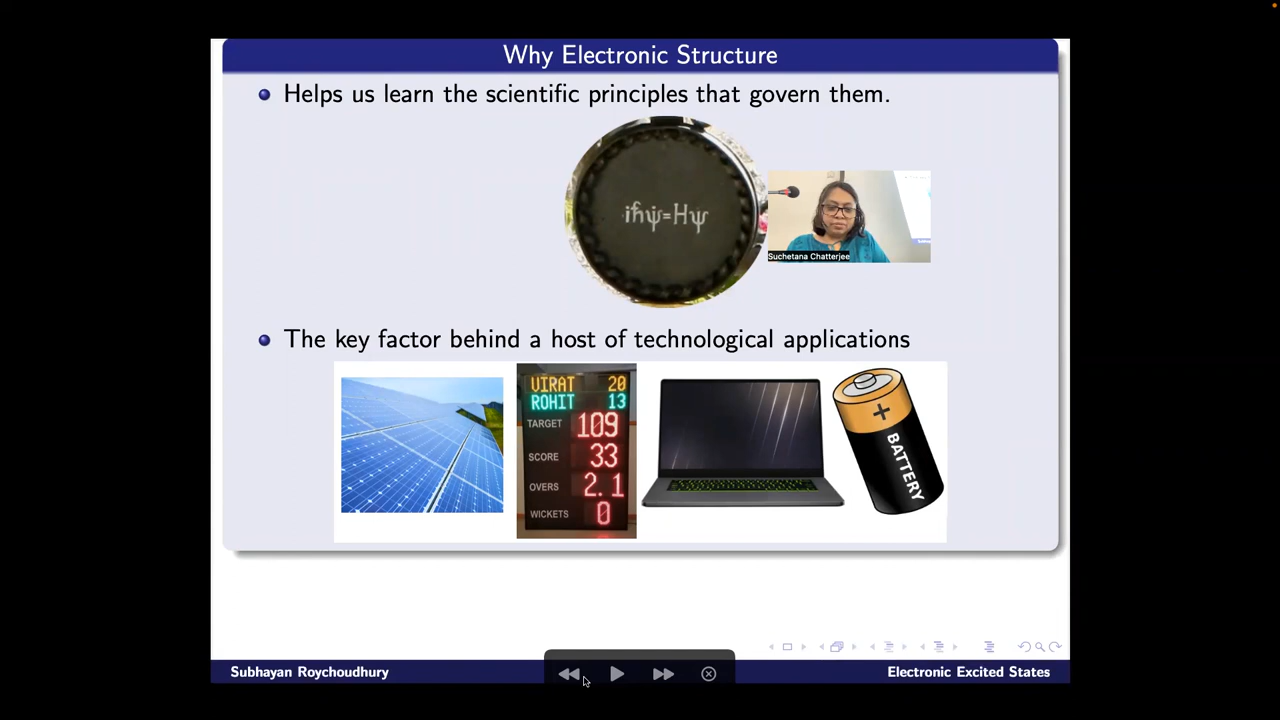 Why Electronic Structure
Helps us learn the scientific principles that govern them.
iħψ̇=Hψ
Suchetana Chatterjee
The key factor behind a host of technological applications
VIRAT 20
ROHIT 13
TARGET 109
SCORE 33
OVERS 2.1
WICKETS 0
+
BATTERY
Subhayan Roychoudhury
Electronic Excited States